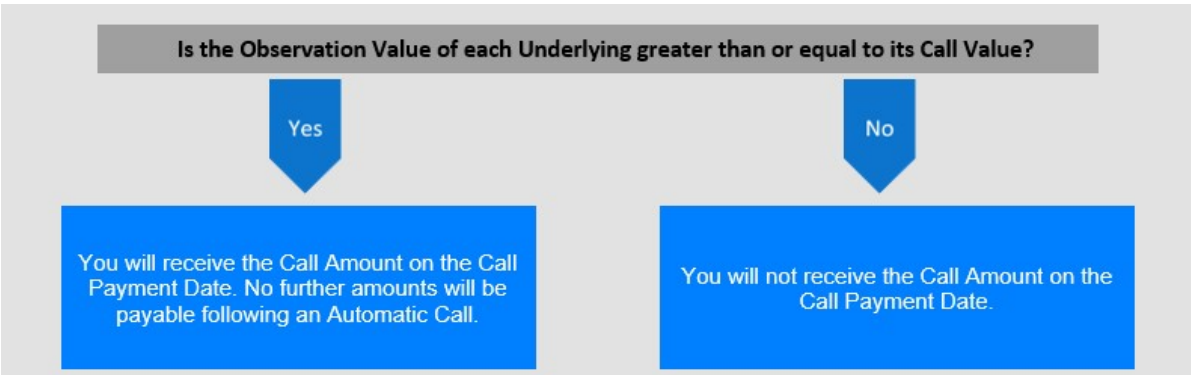 Is the Observation Value of each Underlying greater than or equal to its Call Value?
Yes
No
You will receive the Call Amount on the Call
Payment Date. No further amounts will be
payable following an Automatic Call.
You will not receive the Call Amount on the
Call Payment Date.